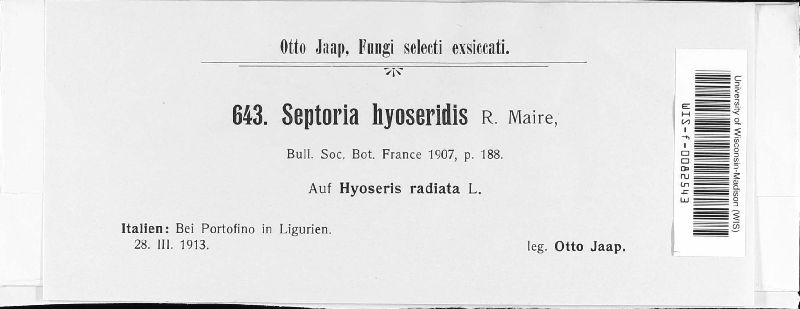 Otto Jaap, Fungi selecti exsiccati.
643. Septoria hyoseridis R. Maire,
Bull. Soc. Bot. France 1907, p. 188.
Auf Hyoseris radiata L.
Italien: Bei Portofino in Ligurien.
28. III. 1913.
leg. Otto Jaap.
University of Wisconsin-Madison (WIS)
WIS-f-0082543